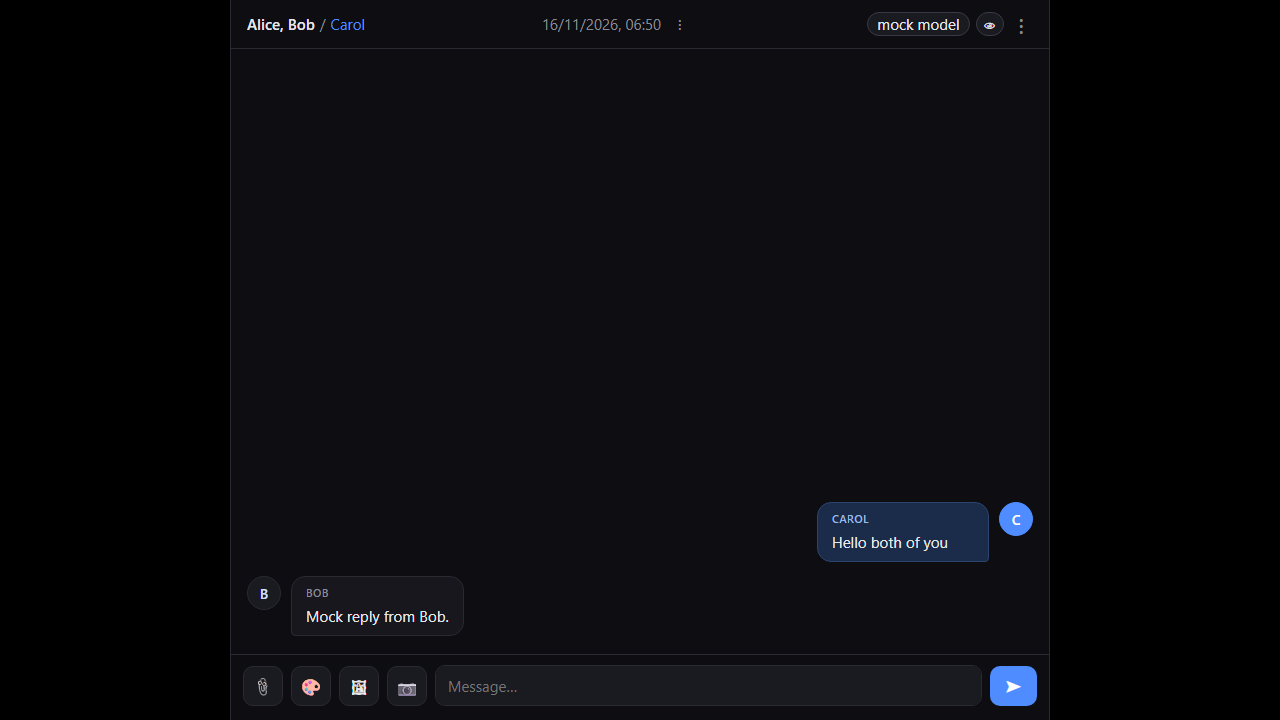 Alice, Bob / Carol
16/11/2026, 06:50
mock model
CAROL
Hello both of you
C
B
BOB
Mock reply from Bob.
Message...